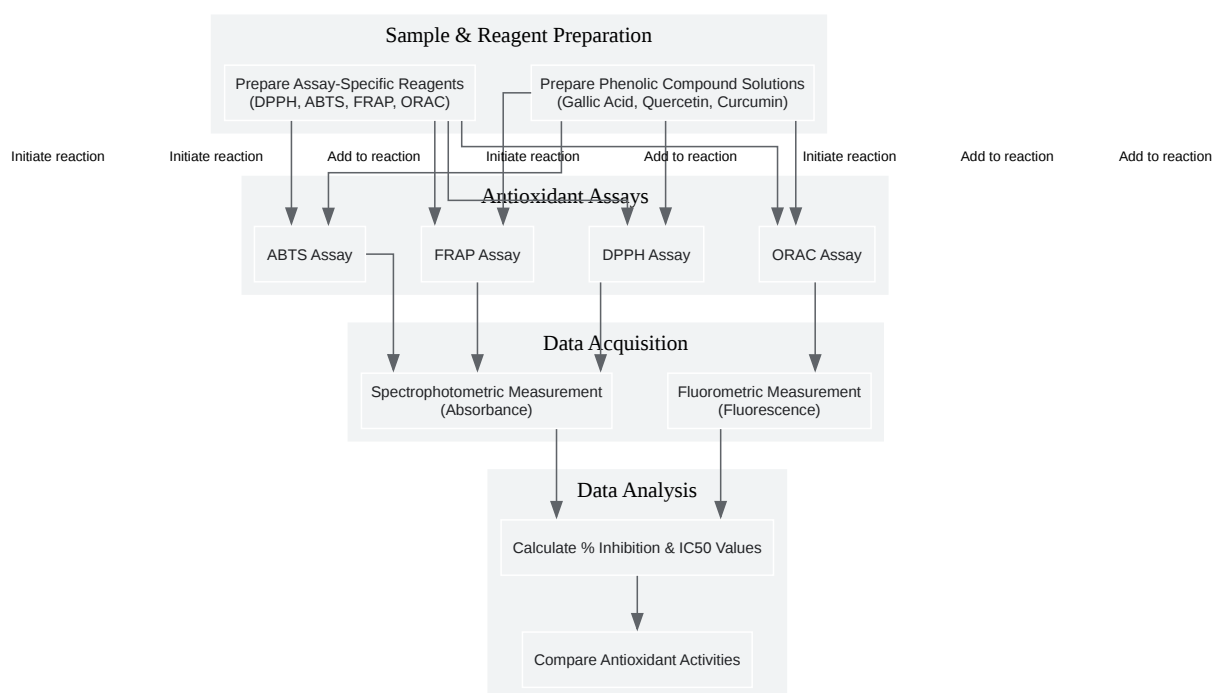 Sample & Reagent Preparation
Prepare Assay-Specific Reagents
(DPPH, ABTS, FRAP, ORAC)
Prepare Phenolic Compound Solutions
(Gallic Acid, Quercetin, Curcumin)
Initiate reaction
Initiate reaction
Add to reaction
Initiate reaction
Add to reaction
Initiate reaction
Add to reaction
Add to reaction
Antioxidant Assays
ABTS Assay
FRAP Assay
DPPH Assay
ORAC Assay
Data Acquisition
Spectrophotometric Measurement
(Absorbance)
Fluorometric Measurement
(Fluorescence)
Data Analysis
Calculate % Inhibition & IC50 Values
Compare Antioxidant Activities